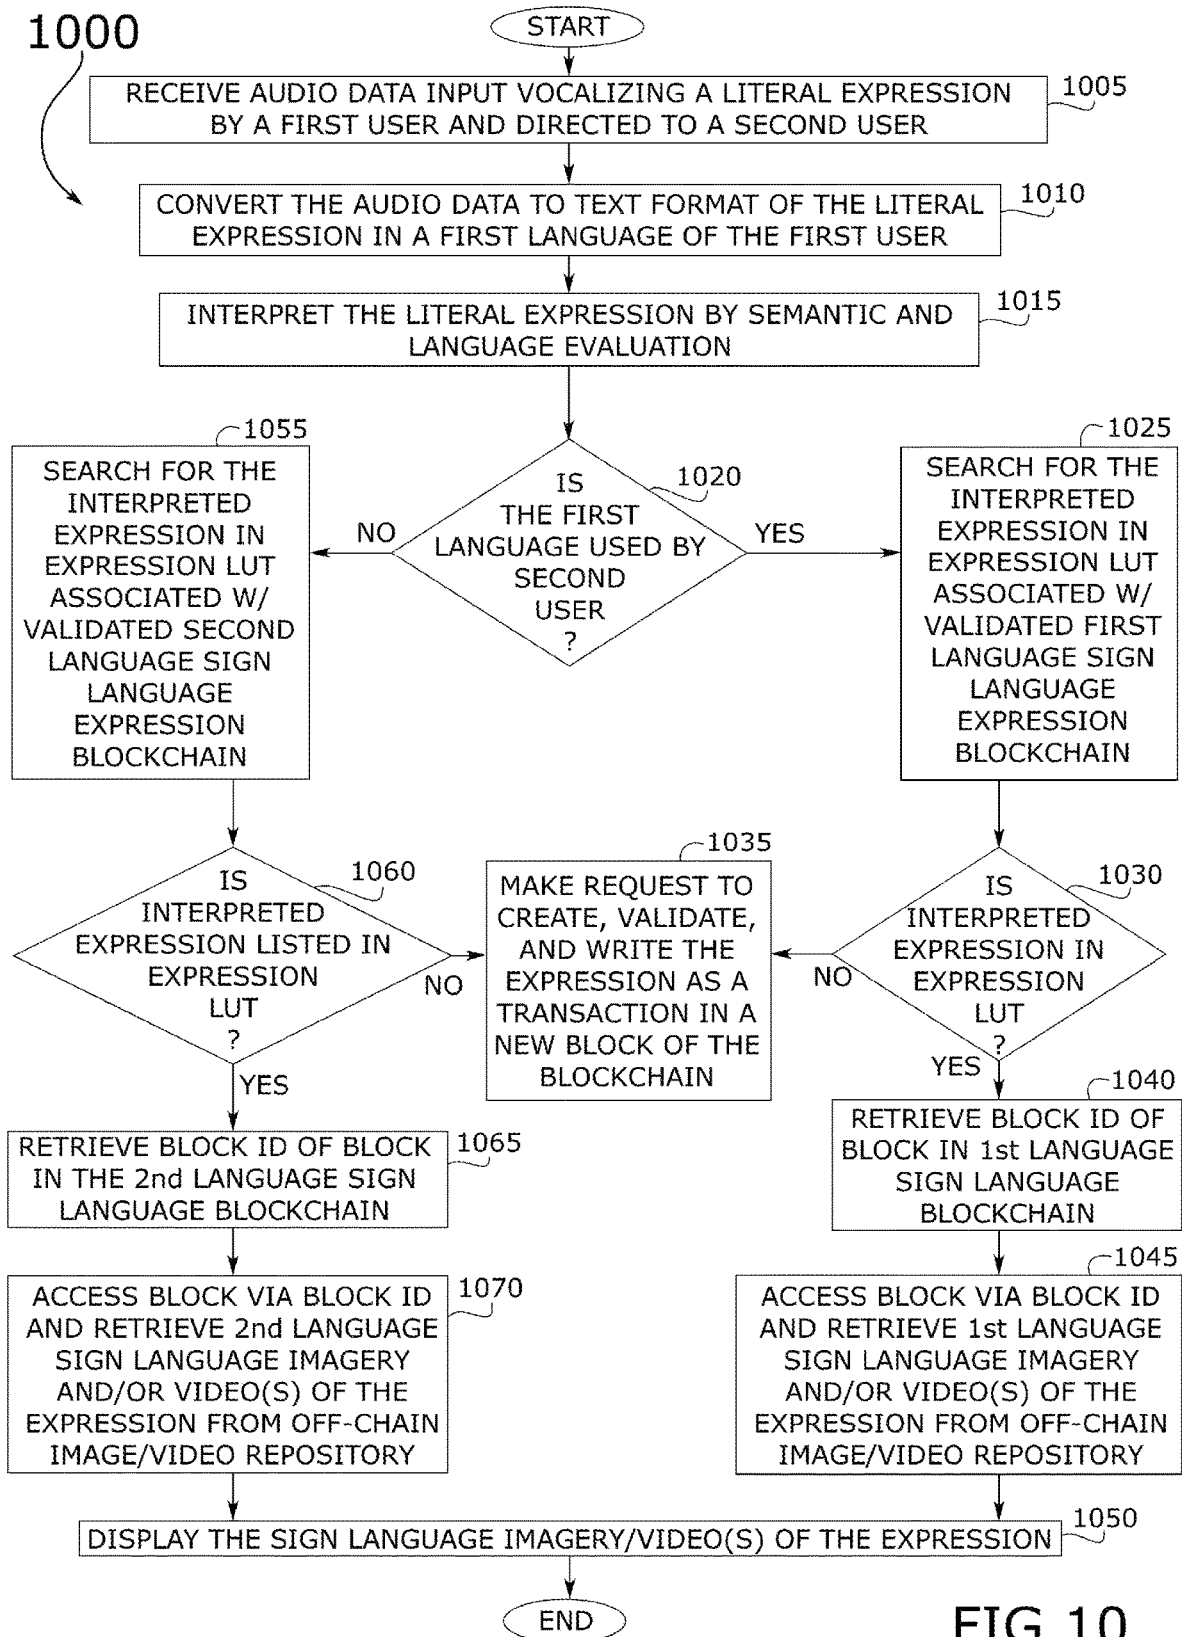 1000
START
RECEIVE AUDIO DATA INPUT VOCALIZING A LITERAL EXPRESSION
BY A FIRST USER AND DIRECTED TO A SECOND USER
1005
CONVERT THE AUDIO DATA TO TEXT FORMAT OF THE LITERAL
EXPRESSION IN A FIRST LANGUAGE OF THE FIRST USER
1010
INTERPRET THE LITERAL EXPRESSION BY SEMANTIC AND
LANGUAGE EVALUATION
1015
IS
THE FIRST
LANGUAGE USED BY
SECOND
USER
?
1020
NO
YES
1055
SEARCH FOR THE
INTERPRETED
EXPRESSION IN
EXPRESSION LUT
ASSOCIATED W/
VALIDATED SECOND
LANGUAGE SIGN
LANGUAGE
EXPRESSION
BLOCKCHAIN
1025
SEARCH FOR THE
INTERPRETED
EXPRESSION IN
EXPRESSION LUT
ASSOCIATED W/
VALIDATED FIRST
LANGUAGE SIGN
LANGUAGE
EXPRESSION
BLOCKCHAIN
IS
INTERPRETED
EXPRESSION LISTED IN
EXPRESSION
LUT
?
1060
NO
YES
1035
MAKE REQUEST TO
CREATE, VALIDATE,
AND WRITE THE
EXPRESSION AS A
TRANSACTION IN A
NEW BLOCK OF THE
BLOCKCHAIN
IS
INTERPRETED
EXPRESSION IN
EXPRESSION
LUT
?
1030
NO
YES
RETRIEVE BLOCK ID OF BLOCK
IN THE 2nd LANGUAGE SIGN
LANGUAGE BLOCKCHAIN
1065
1040
RETRIEVE BLOCK ID OF
BLOCK IN 1st LANGUAGE
SIGN LANGUAGE
BLOCKCHAIN
ACCESS BLOCK VIA BLOCK ID
AND RETRIEVE 2nd LANGUAGE
SIGN LANGUAGE IMAGERY
AND/OR VIDEO(S) OF THE
EXPRESSION FROM OFF-CHAIN
IMAGE/VIDEO REPOSITORY
1070
1045
ACCESS BLOCK VIA BLOCK ID
AND RETRIEVE 1st LANGUAGE
SIGN LANGUAGE IMAGERY
AND/OR VIDEO(S) OF THE
EXPRESSION FROM OFF-CHAIN
IMAGE/VIDEO REPOSITORY
DISPLAY THE SIGN LANGUAGE IMAGERY/VIDEO(S) OF THE EXPRESSION
1050
END
FIG 10